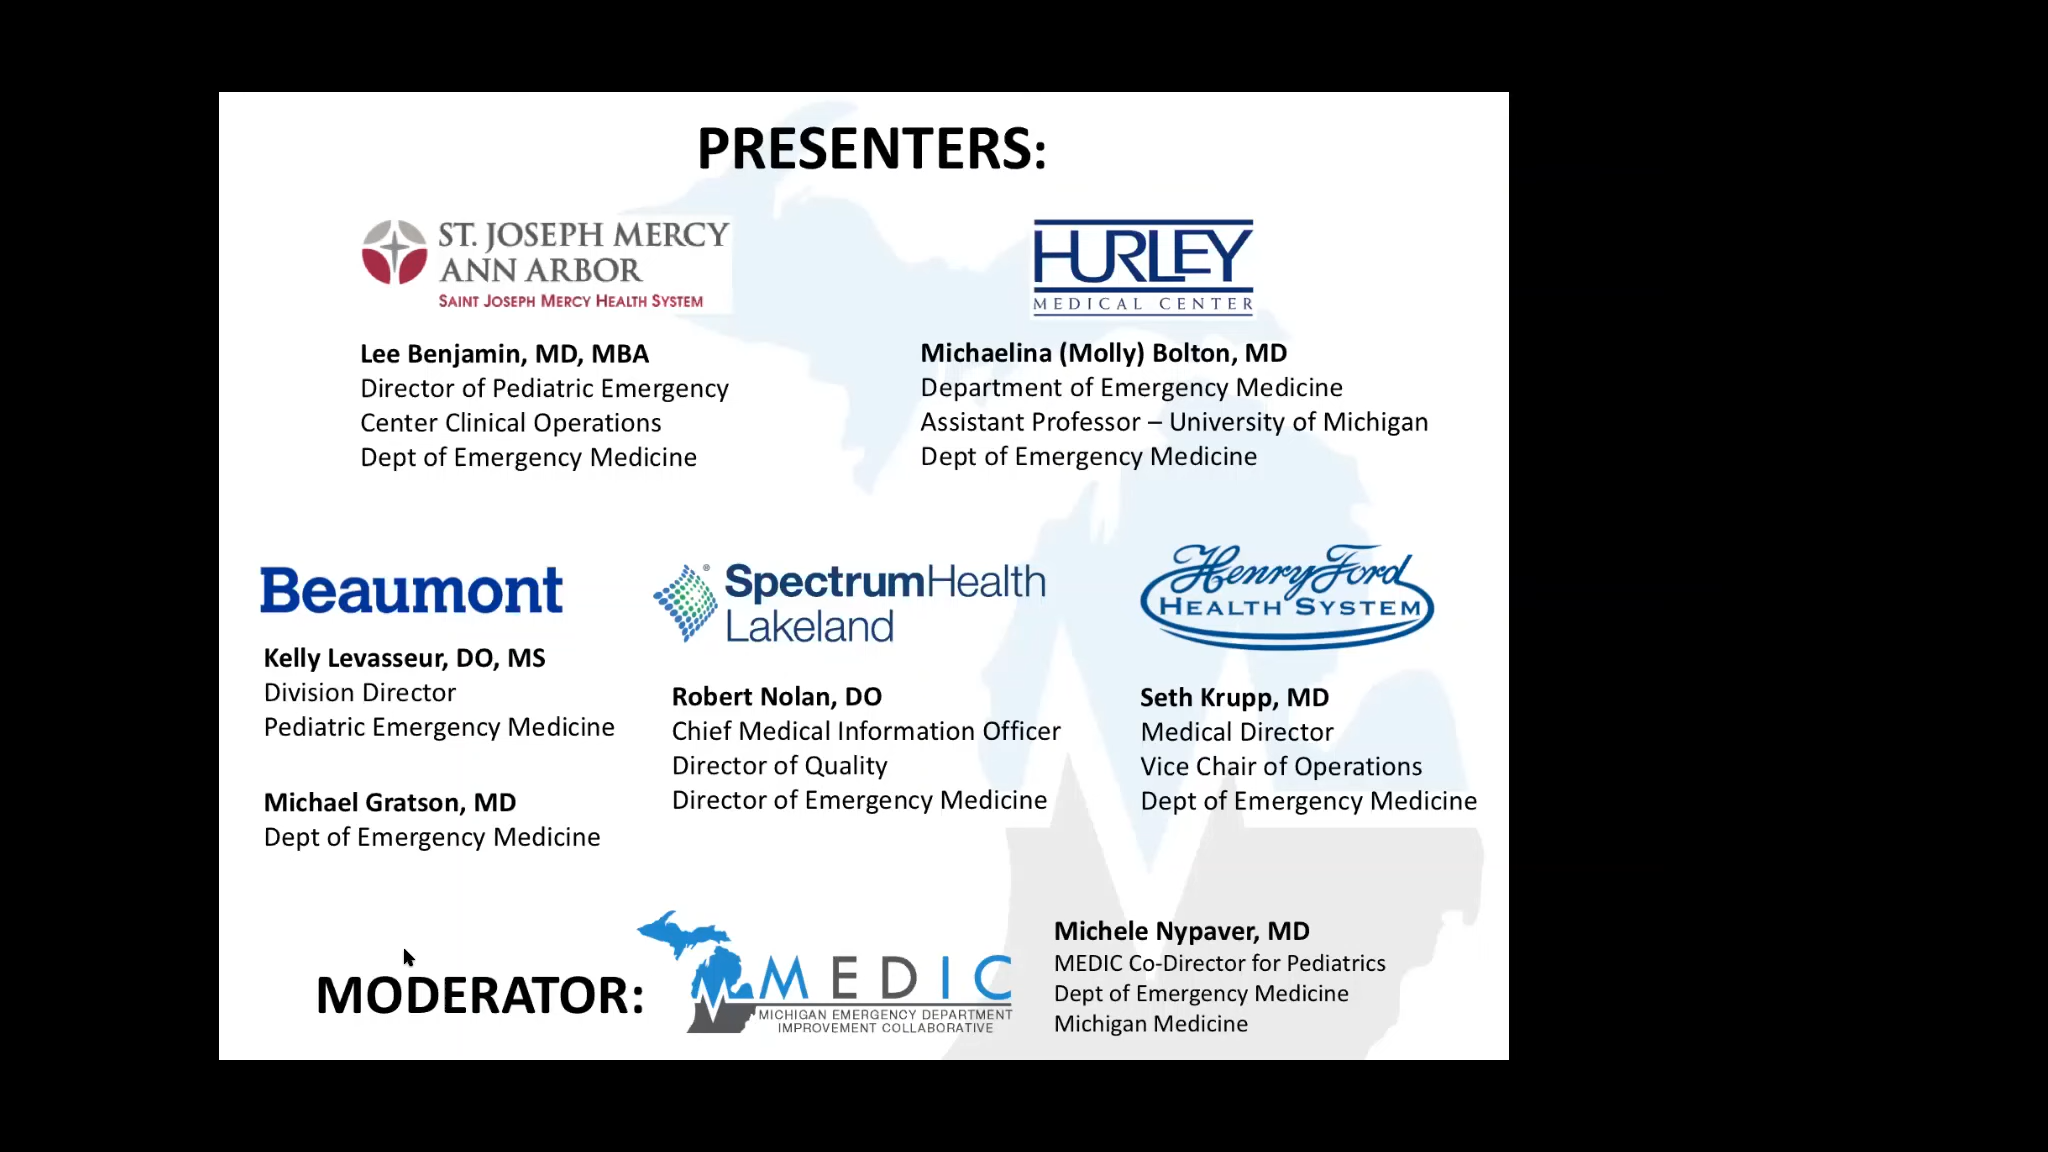 PRESENTERS:
ST. JOSEPH MERCY
ANN ARBOR
SAINT JOSEPH MERCY HEALTH SYSTEM
Lee Benjamin, MD, MBA
Director of Pediatric Emergency
Center Clinical Operations
Dept of Emergency Medicine
HURLEY
MEDICAL CENTER
Michaelina (Molly) Bolton, MD
Department of Emergency Medicine
Assistant Professor – University of Michigan
Dept of Emergency Medicine
Beaumont
Kelly Levasseur, DO, MS
Division Director
Pediatric Emergency Medicine
Michael Gratson, MD
Dept of Emergency Medicine
® SpectrumHealth
Lakeland
Robert Nolan, DO
Chief Medical Information Officer
Director of Quality
Director of Emergency Medicine
Henry Ford
HEALTH SYSTEM
Seth Krupp, MD
Medical Director
Vice Chair of Operations
Dept of Emergency Medicine
MODERATOR:
MEDIC
MICHIGAN EMERGENCY DEPARTMENT
IMPROVEMENT COLLABORATIVE
Michele Nypaver, MD
MEDIC Co-Director for Pediatrics
Dept of Emergency Medicine
Michigan Medicine